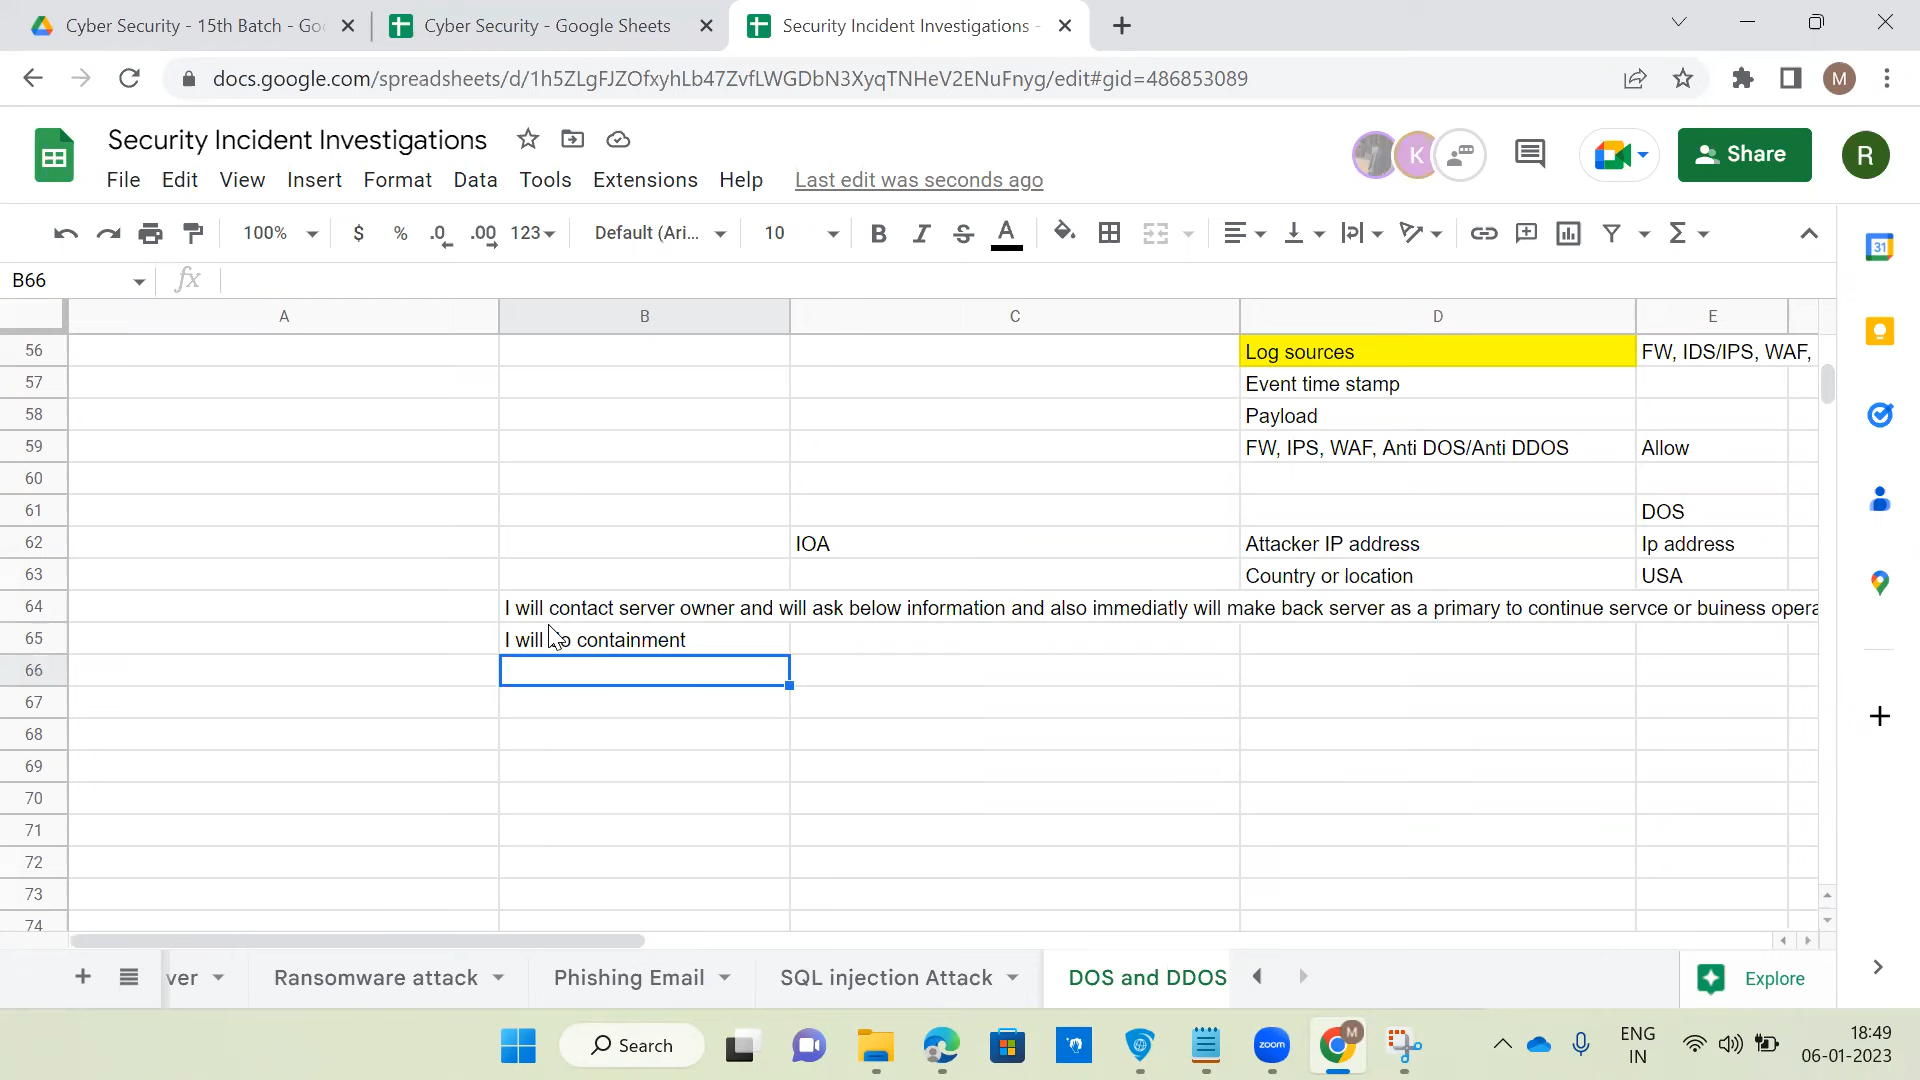 Cyber Security - 15th Batch - Go
Cyber Security - Google Sheets
Security Incident Investigations -
docs.google.com/spreadsheets/d/1h5ZLgFJZOfxyhLb47ZvfLWGDbN3XyqTNHeV2ENuFnyg/edit#gid=486853089
M
Security Incident Investigations
K
Share
R
File Edit View Insert Format Data Tools Extensions Help Last edit was seconds ago
100% $ % .0 .00 123 Default (Ari... 10 B I S A
31
B66 fx
A B C D E
56 Log sources FW, IDS/IPS, WAF,
57 Event time stamp
58 Payload
59 FW, IPS, WAF, Anti DOS/Anti DDOS Allow
60
61 DOS
62 IOA Attacker IP address Ip address
63 Country or location USA
64 I will contact server owner and will ask below information and also immediatly will make back server as a primary to continue servce or buiness opera
65 I will containment
66
67
68
69
70
71
72
73
74
ver Ransomware attack Phishing Email SQL injection Attack DOS and DDOS Explore
Search zoom M ENG IN 18:49
06-01-2023